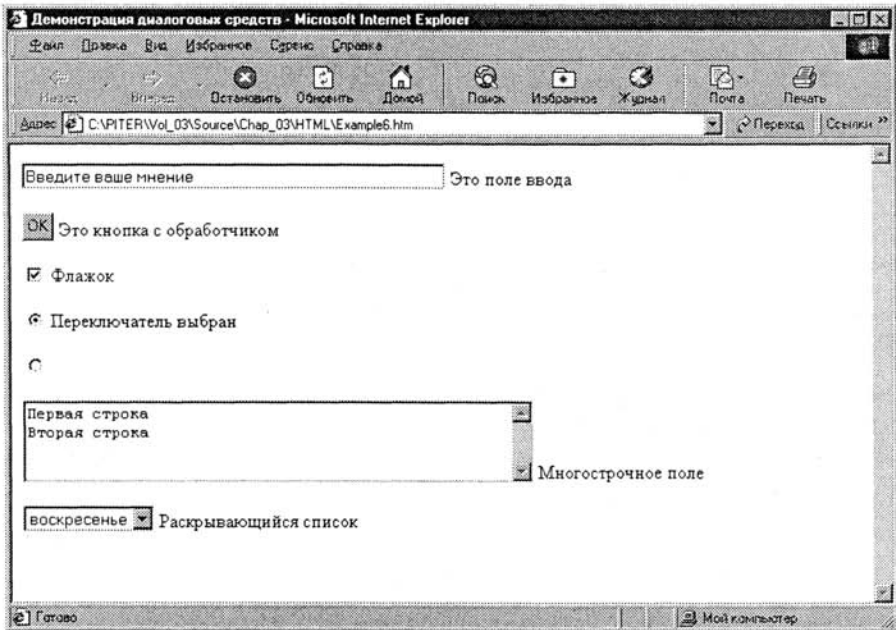 Демонстрация диалоговых средств - Microsoft Internet Explorer
Файл Правка Вид Избранное Сервис Справка
Назад Вперед Остановить Обновить Домой Поиск Избранное Журнал Почта Печать
Адрес C:\PITER\Vol_03\Source\Chap_03\HTML\Example6.htm Переход Ссылки »
Введите ваше мнение Это поле ввода
OK Это кнопка с обработчиком
Флажок
Переключатель выбран
Первая строка
Вторая строка
Многострочное поле
воскресенье Раскрывающийся список
Готово Мой компьютер